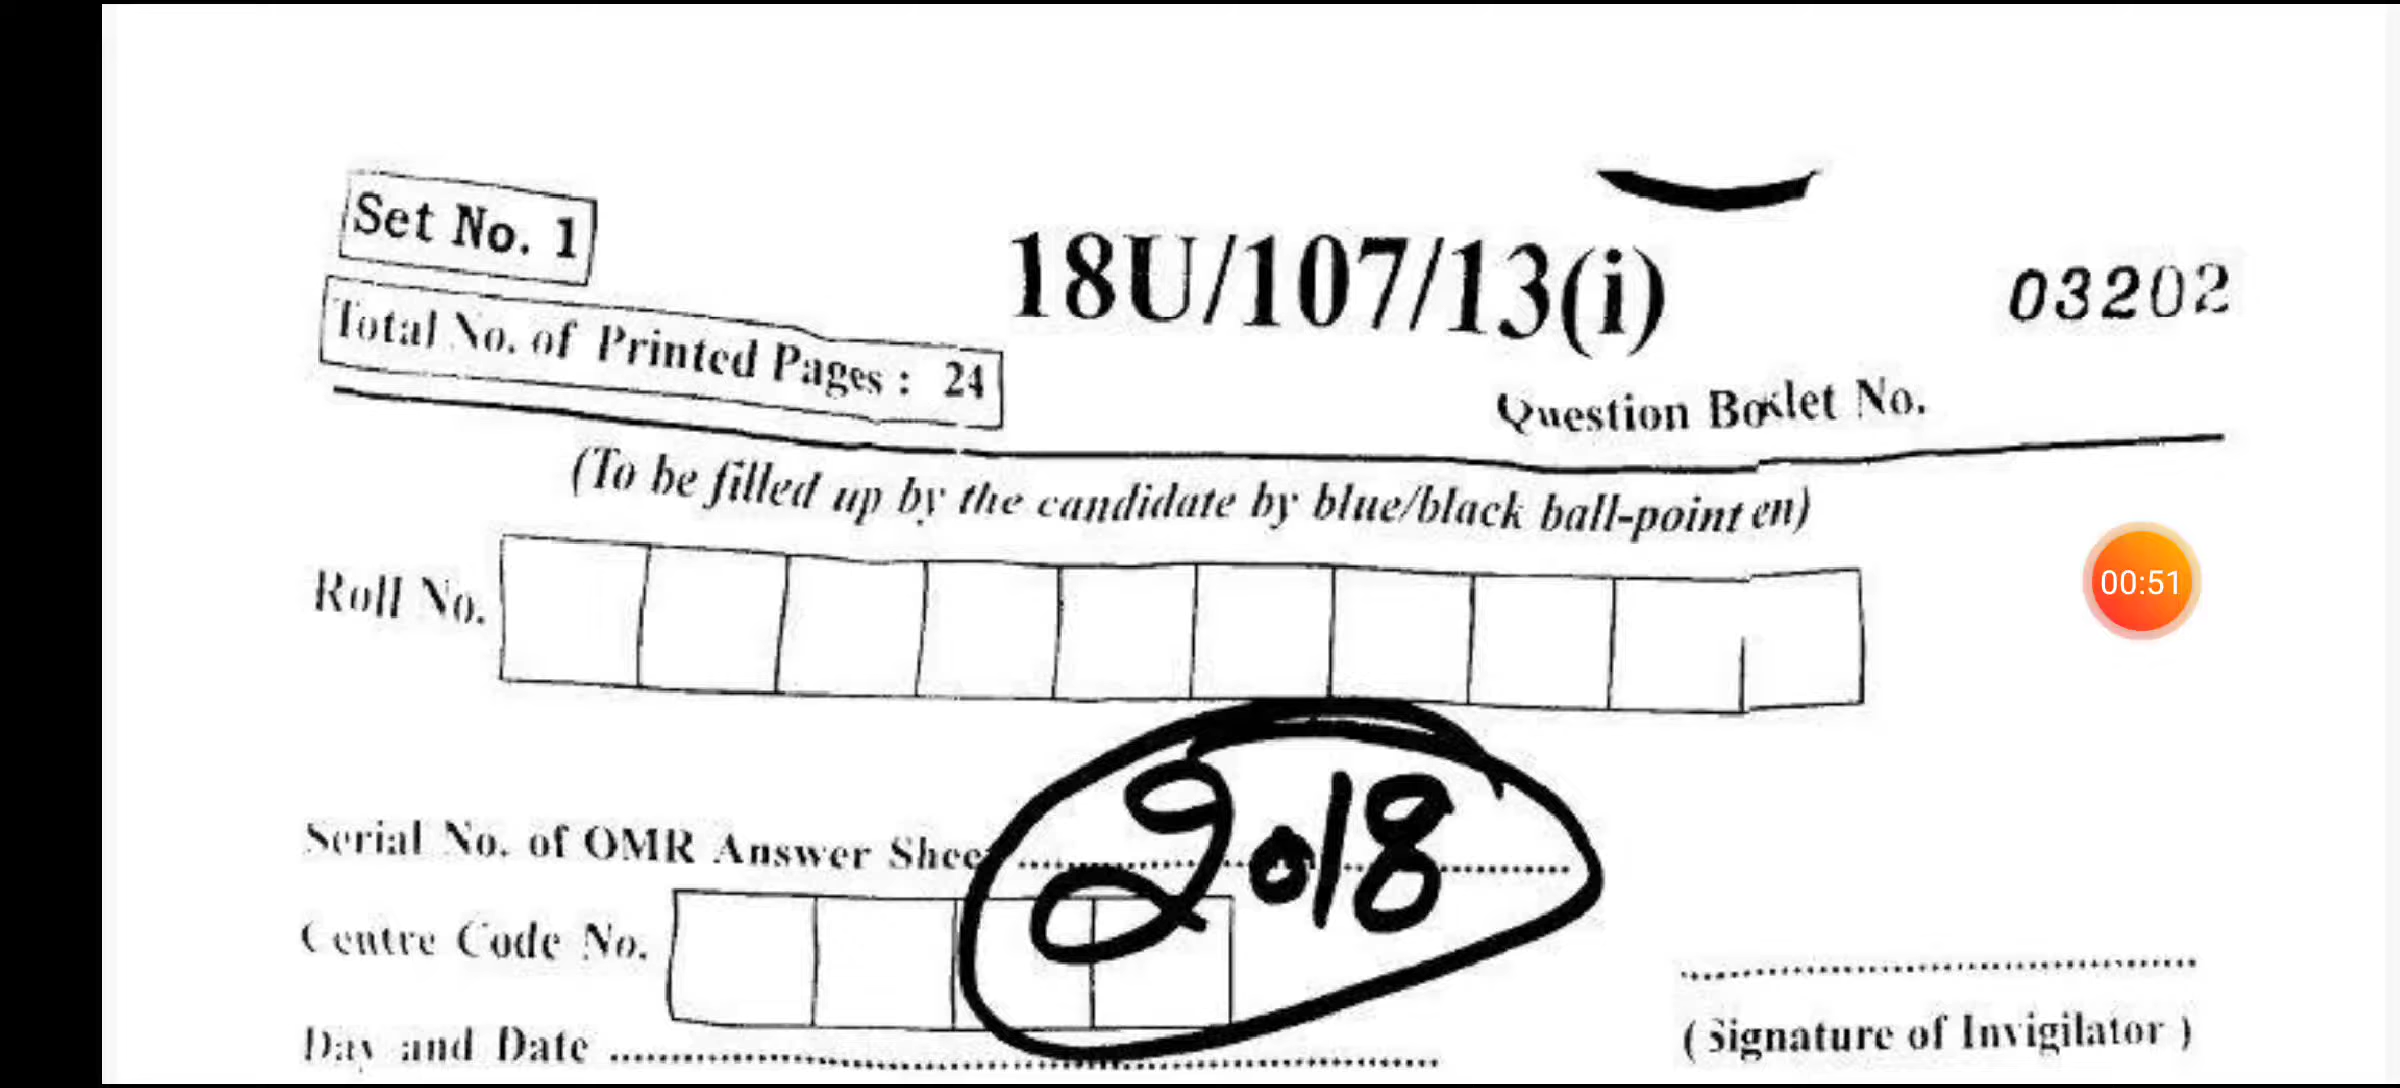 Set No. 1
18U/107/13(i)
03202
Total No. of Printed Pages : 24
Question Booklet No.
(To be filled up by the candidate by blue/black ball-point en)
Roll No.
00:51
2018
Serial No. of OMR Answer Shee
Centre Code No.
Day and Date
(Signature of Invigilator)